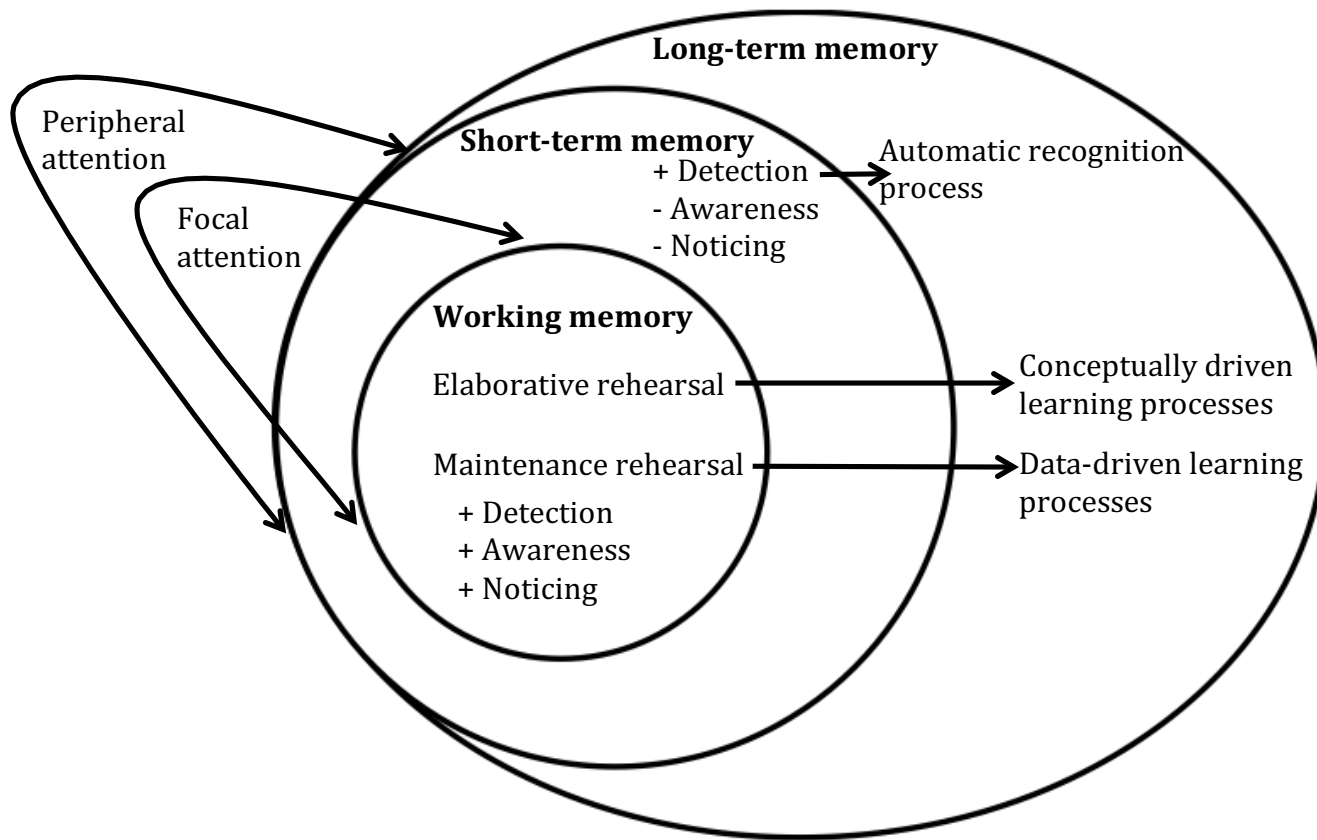 Long-term memory
Peripheral
attention
Short-term memory
+ Detection
- Awareness
- Noticing
Automatic recognition
process
Focal
attention
Working memory
Elaborative rehearsal
Conceptually driven
learning processes
Maintenance rehearsal
Data-driven learning
processes
+ Detection
+ Awareness
+ Noticing